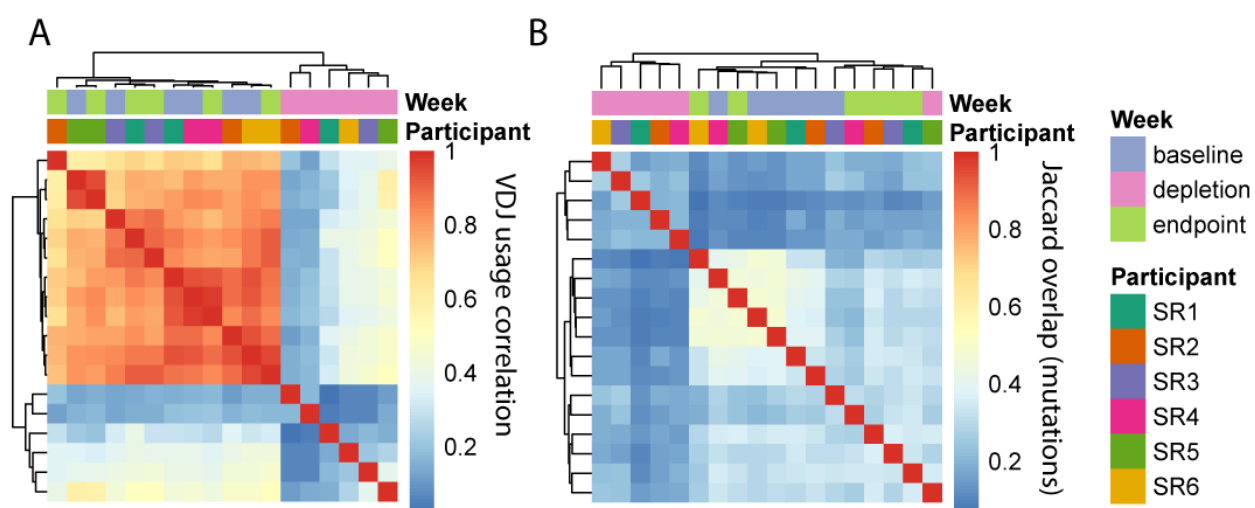 A
B
Week
Participant
1
0.8
0.6
0.4
0.2
VDJ usage correlation
Week
Participant
1
0.8
0.6
0.4
0.2
Jaccard overlap (mutations)
Week
baseline
depletion
endpoint
Participant
SR1
SR2
SR3
SR4
SR5
SR6